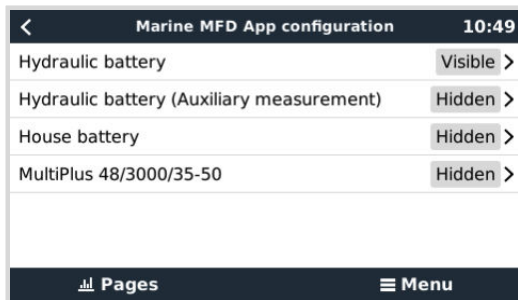 Marine MFD App configuration 10:49
Hydraulic battery Visible
Hydraulic battery (Auxiliary measurement) Hidden
House battery Hidden
MultiPlus 48/3000/35-50 Hidden
Pages Menu